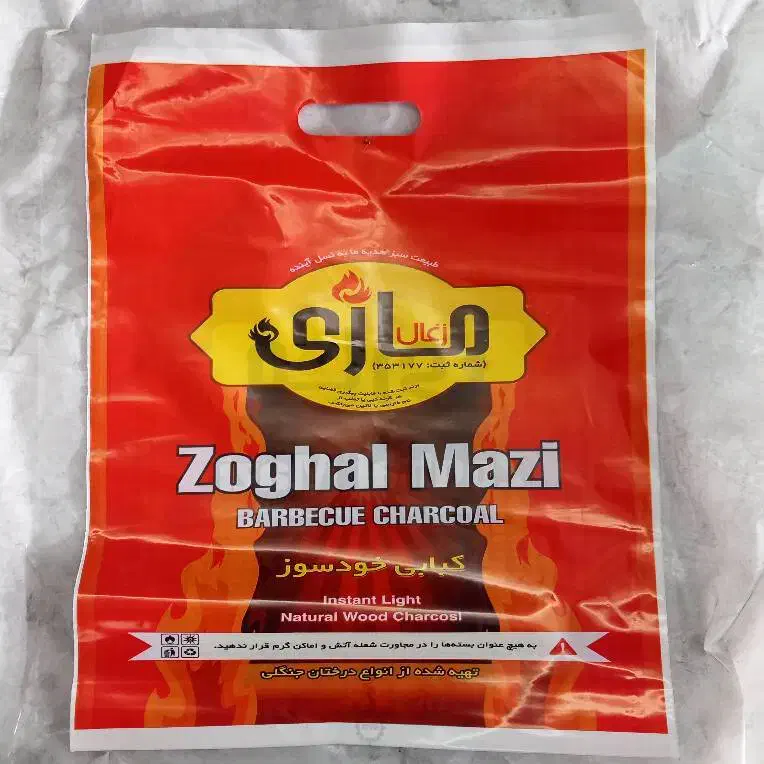 طبیعت سبز هدیه ما به نسل آینده
زغال
مازی
(شماره ثبت: ۳۵۳۱۷۷)
Zoghal Mazi
BARBECUE CHARCOAL
کبابی خودسوز
Instant Light
Natural Wood Charcosl
به هیچ عنوان بسته‌ها را در مجاورت شعله آتش و اماکن گرم قرار ندهید.
تهیه شده از انواع درختان جنگلی